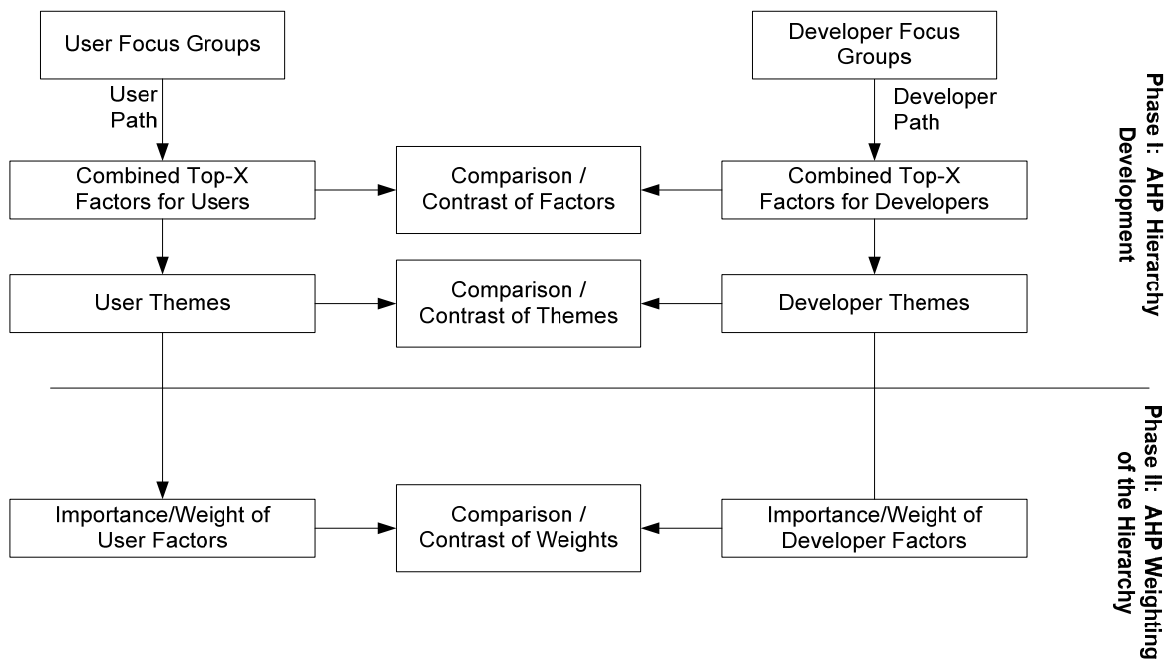 User Focus Groups
Developer Focus
Groups
User
Path
Developer
Path
Combined Top-X
Factors for Users
Comparison /
Contrast of Factors
Combined Top-X
Factors for Developers
User Themes
Comparison /
Contrast of Themes
Developer Themes
Phase I:  AHP Hierarchy
Development
Importance/Weight of
User Factors
Comparison /
Contrast of Weights
Importance/Weight of
Developer Factors
Phase II:  AHP Weighting
of the Hierarchy